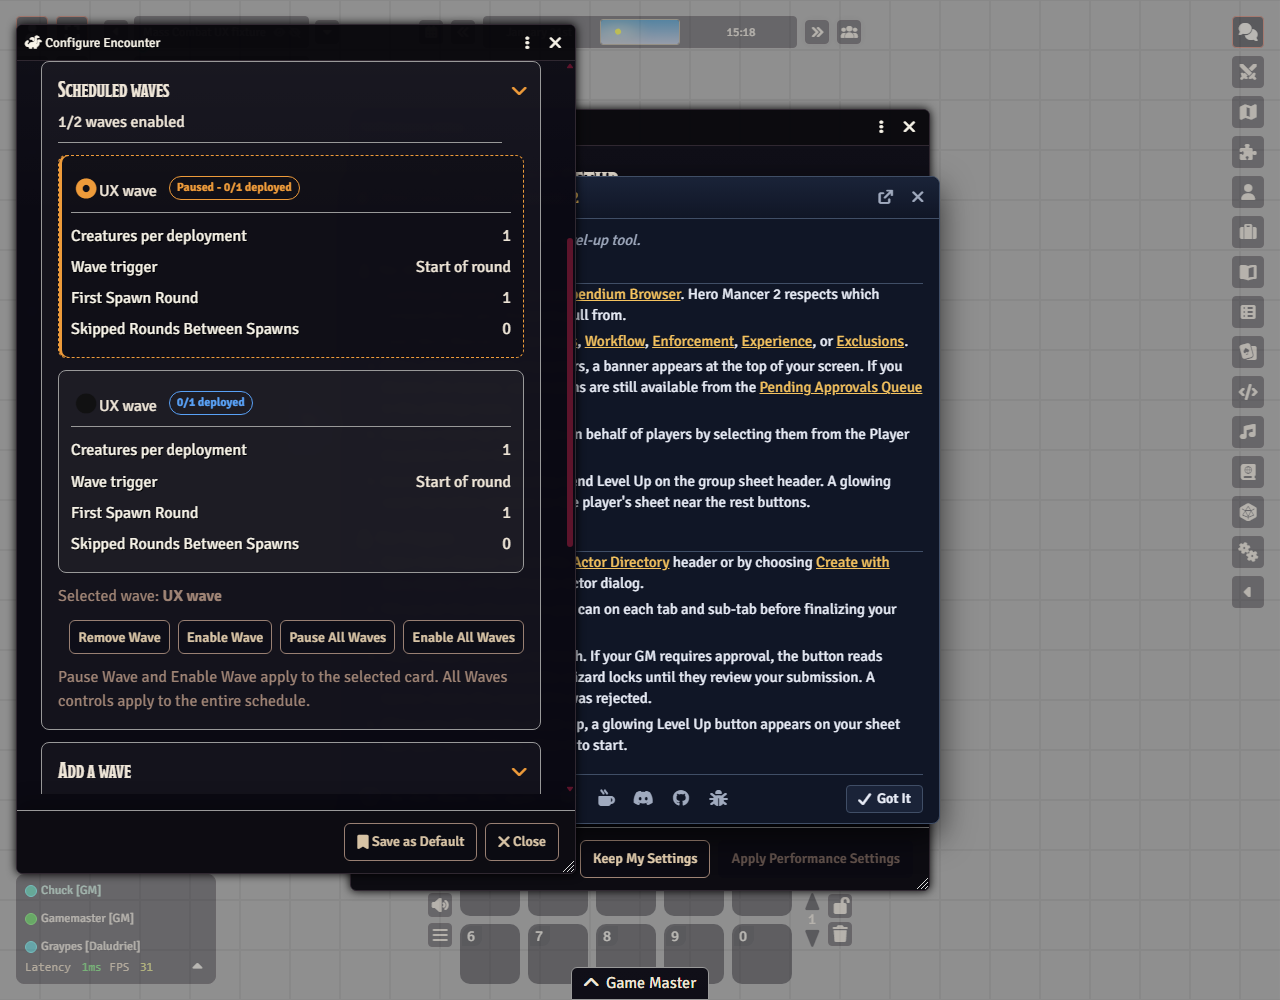 Configure Encounter
15:18
Scheduled waves
1/2 waves enabled
UX wave
Paused - 0/1 deployed
Creatures per deployment
1
Wave trigger
Start of round
First Spawn Round
1
Skipped Rounds Between Spawns
0
UX wave
0/1 deployed
Creatures per deployment
1
Wave trigger
Start of round
First Spawn Round
1
Skipped Rounds Between Spawns
0
Selected wave: UX wave
Remove Wave
Enable Wave
Pause All Waves
Enable All Waves
Pause Wave and Enable Wave apply to the selected card. All Waves
controls apply to the entire schedule.
Add a wave
Save as Default
Close
el-up tool.
pendium Browser. Hero Mancer 2 respects which
ull from.
, Workflow, Enforcement, Experience, or Exclusions.
rs, a banner appears at the top of your screen. If you
ns are still available from the Pending Approvals Queue
n behalf of players by selecting them from the Player
end Level Up on the group sheet header. A glowing
e player's sheet near the rest buttons.
Actor Directory header or by choosing Create with
ctor dialog.
can on each tab and sub-tab before finalizing your
h. If your GM requires approval, the button reads
izard locks until they review your submission. A
was rejected.
p, a glowing Level Up button appears on your sheet
to start.
Got It
Keep My Settings
Apply Performance Settings
Chuck [GM]
Gamemaster [GM]
Graypes [Daludriel]
Latency 1ms FPS 31
6
7
8
9
0
1
Game Master